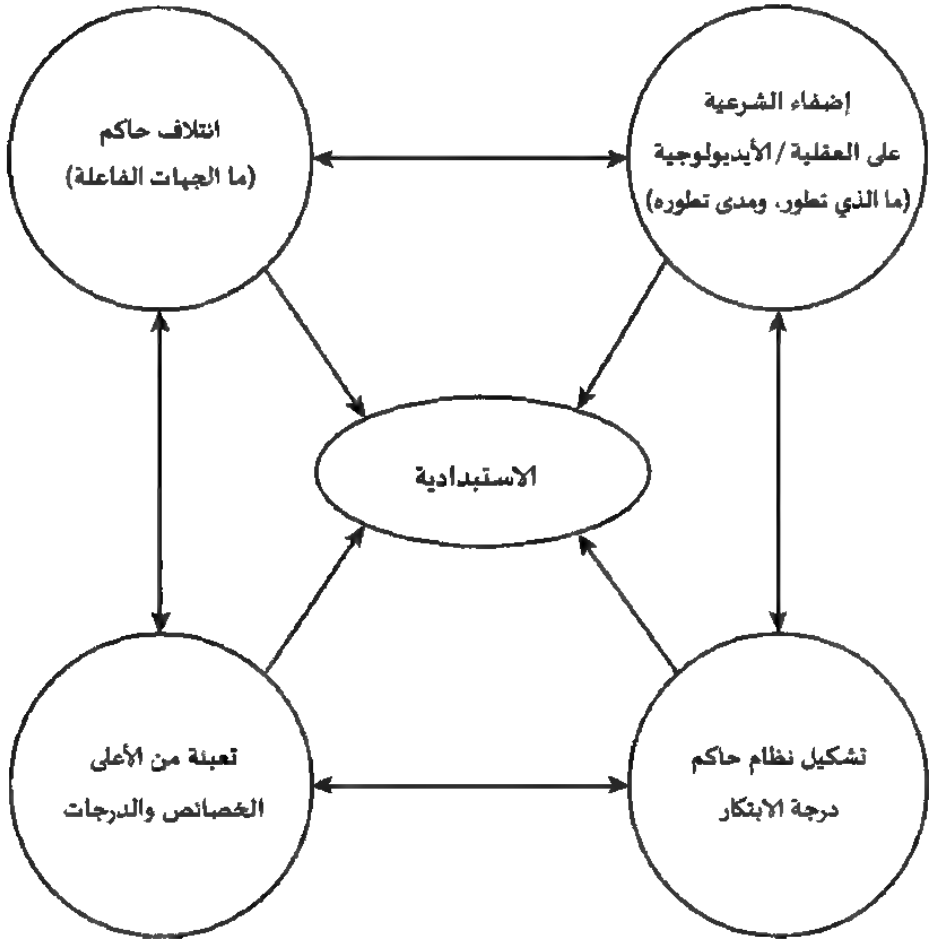 إضفاء الشرعية
على العقلية / الأيديولوجية
(ما الذي تطور، ومدى تطوره)
ائتلاف حاكم
(ما الجهات الفاعلة)
الاستبدادية
تشكيل نظام حاكم
درجة الابتكار
تعبئة من الأعلى
الخصائص والدرجات